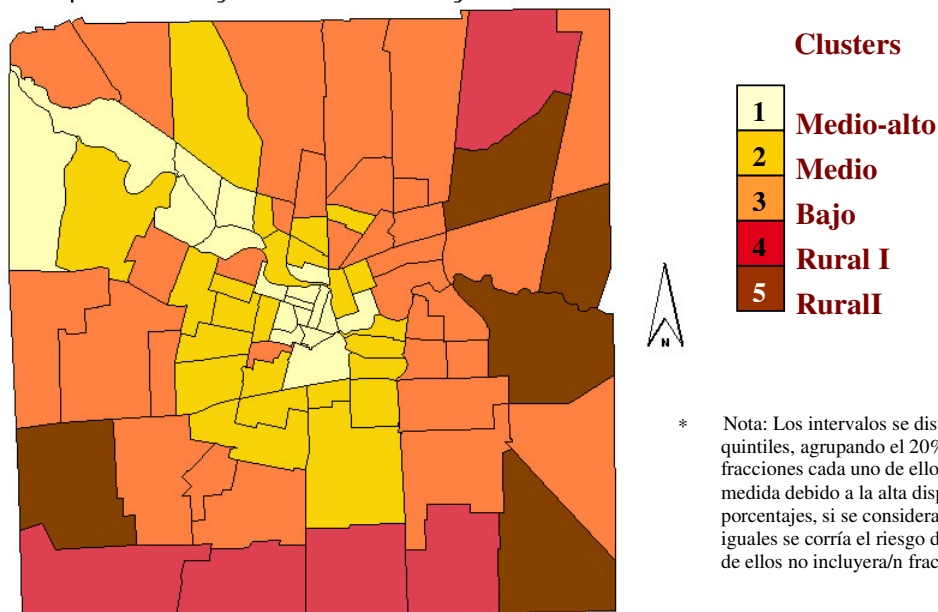 Clusters
1 Medio-alto
2 Medio
3 Bajo
4 Rural I
5 RuralI
N
* Nota: Los intervalos se dis
quintiles, agrupando el 20%
fracciones cada uno de ello
medida debido a la alta disp
porcentajes, si se considera
iguales se corría el riesgo d
de ellos no incluyera/n frac